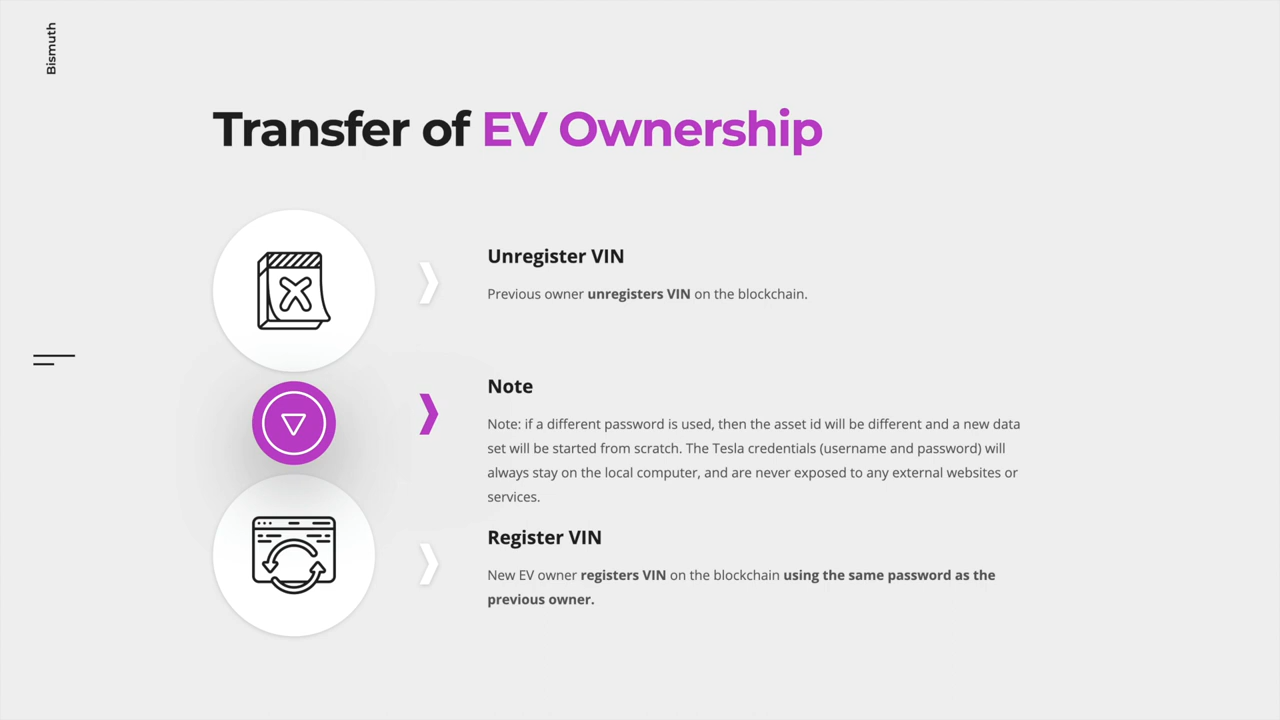 Bismuth
Transfer of EV Ownership
Unregister VIN
Previous owner unregisters VIN on the blockchain.
Note
Note: if a different password is used, then the asset id will be different and a new data
set will be started from scratch. The Tesla credentials (username and password) will
always stay on the local computer, and are never exposed to any external websites or
services.
Register VIN
New EV owner registers VIN on the blockchain using the same password as the
previous owner.